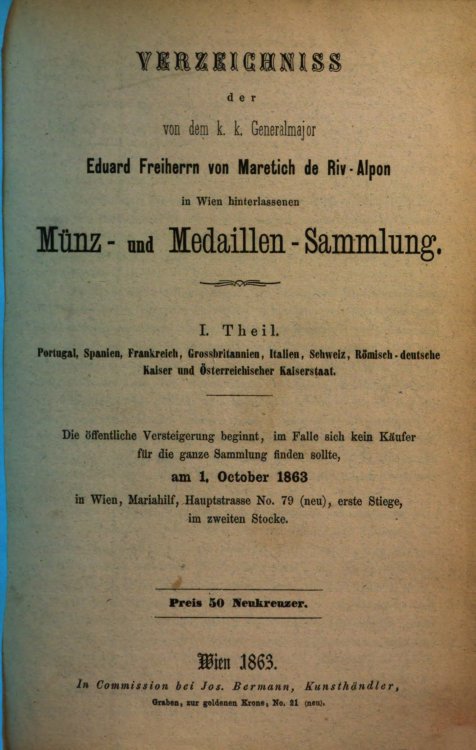 VERZEICHNISS
der
von dem k. k. Generalmajor
Eduard Freiherrn von Maretich de Riv-Alpon
in Wien hinterlassenen
Münz- und Medaillen-Sammlung.
I. Theil.
Portugal, Spanien, Frankreich, Grossbritannien, Italien, Schweiz, Römisch-deutsche
Kaiser und Österreichischer Kaiserstaat.
Die öffentliche Versteigerung beginnt, im Falle sich kein Käufer
für die ganze Sammlung finden sollte,
am 1. October 1863
in Wien, Mariahilf, Hauptstrasse No. 79 (neu), erste Stiege,
im zweiten Stocke.
Preis 50 Neukreuzer.
Wien 1863.
In Commission bei Jos. Bermann, Kunsthändler,
Graben, zur goldenen Krone, No. 21 (neu).